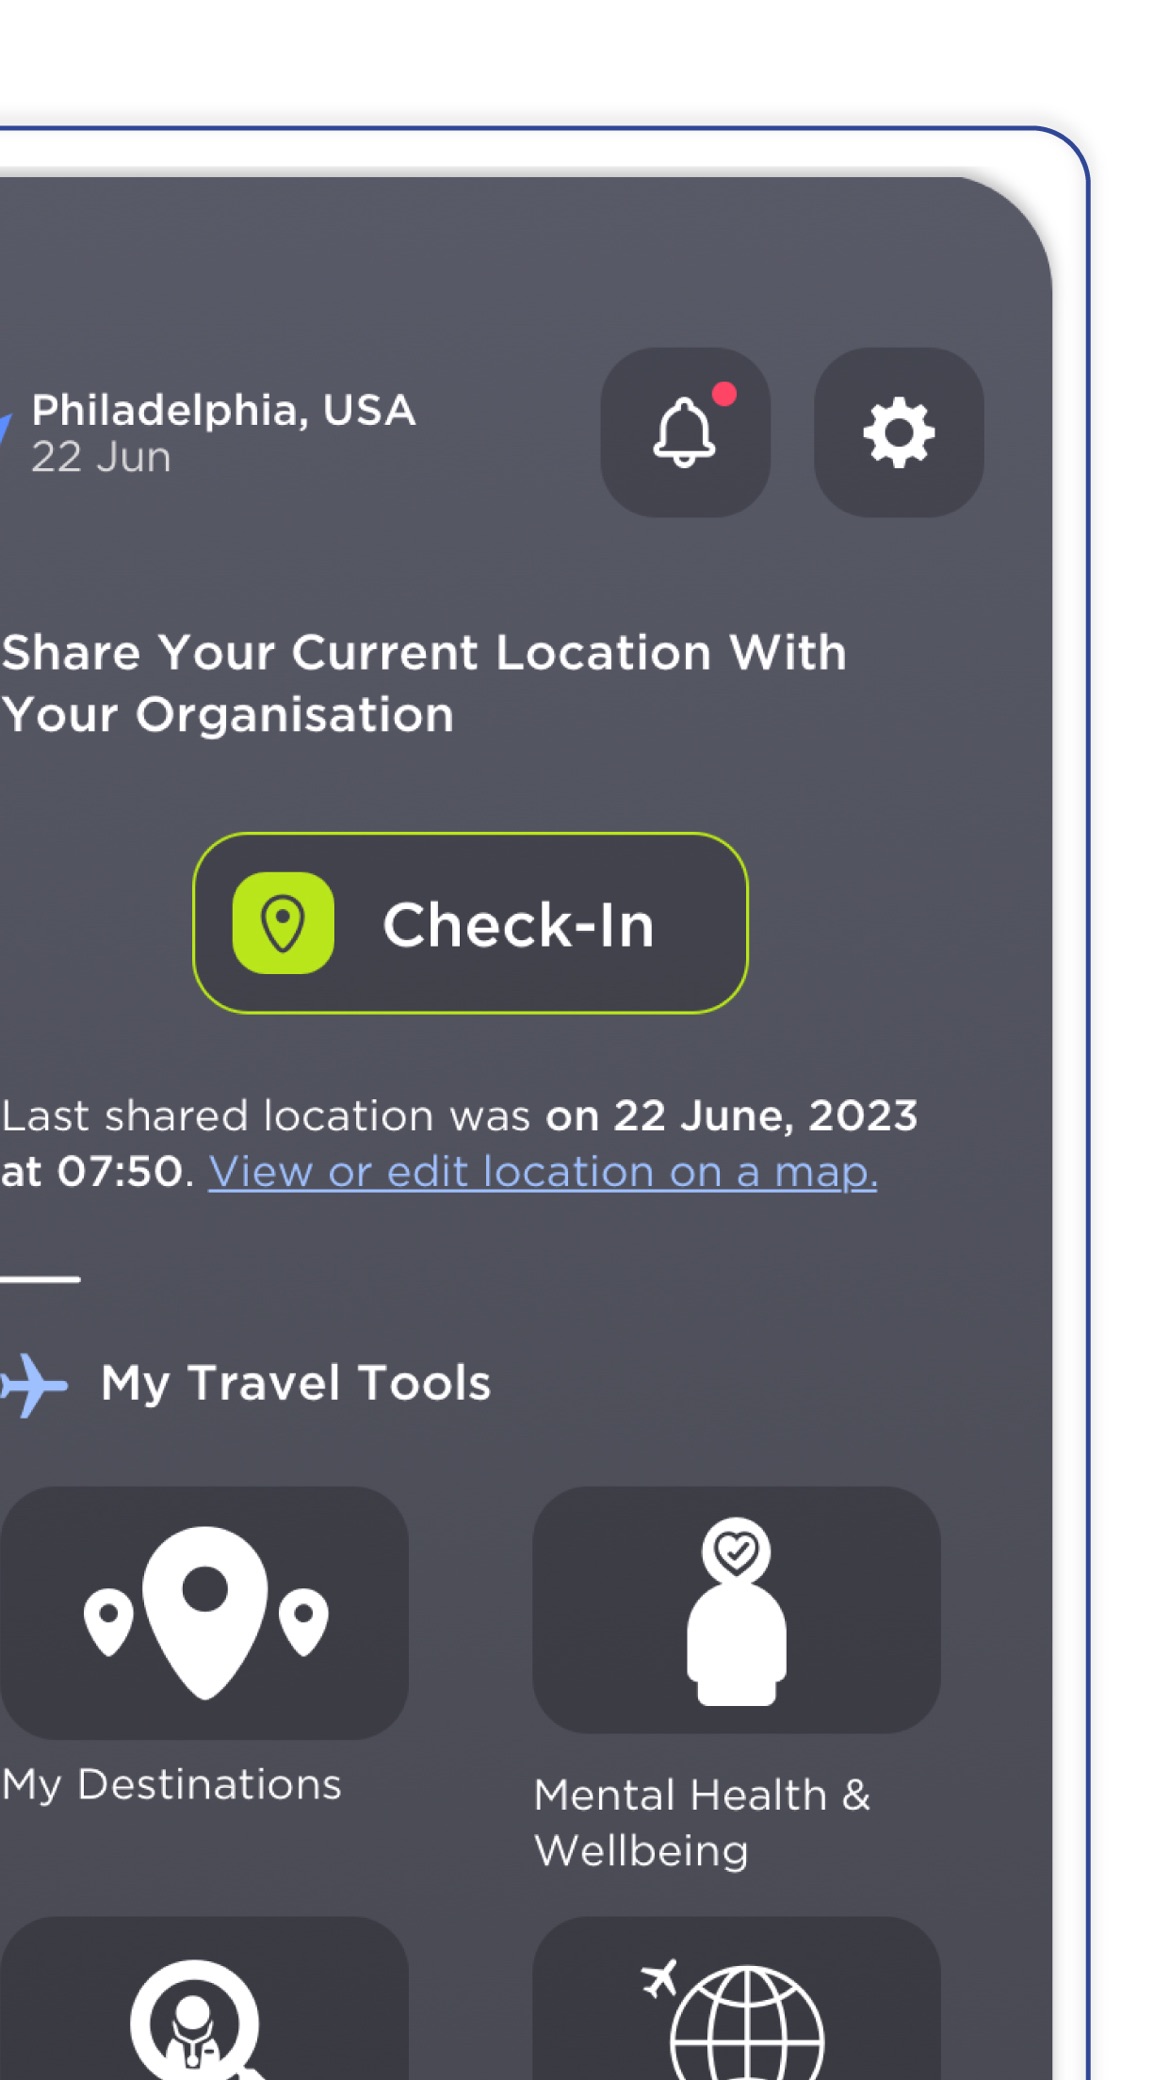 Philadelphia, USA
22 Jun
Share Your Current Location With
Your Organisation
Check-In
Last shared location was on 22 June, 2023
at 07:50. View or edit location on a map.
My Travel Tools
My Destinations
Mental Health &
Wellbeing